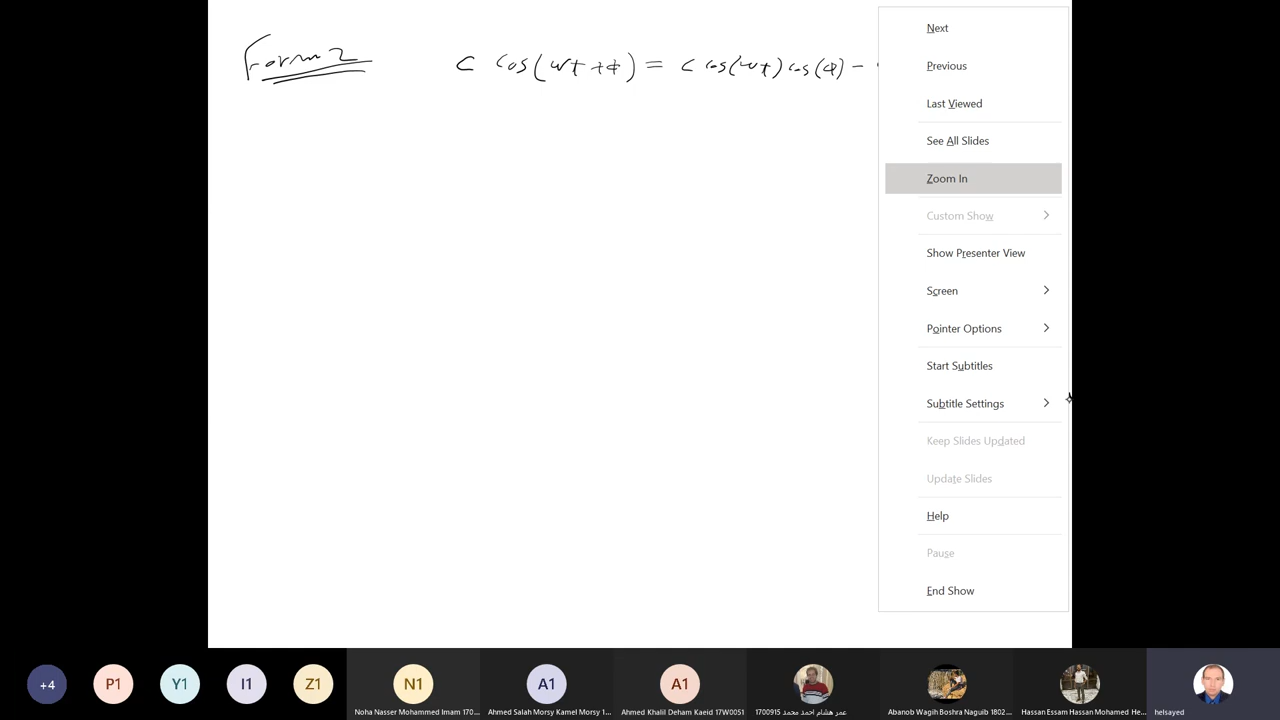 Form 2
C cos(wt+φ) = C cos(wt) cos(φ) -
Next
Previous
Last Viewed
See All Slides
Zoom In
Custom Show
Show Presenter View
Screen
Pointer Options
Start Subtitles
Subtitle Settings
Keep Slides Updated
Update Slides
Help
Pause
End Show
+4
P1
Y1
I1
Z1
N1
A1
A1
Noha Nasser Mohammed Imam 170...
Ahmed Salah Morsy Kamel Morsy 1...
Ahmed Khalil Deham Kaeid 17W0051
عمر هشام احمد محمد 1700915
Abanob Wagih Boshra Naguib 1802...
Hassan Essam Hassan Mohamed He...
helsayed